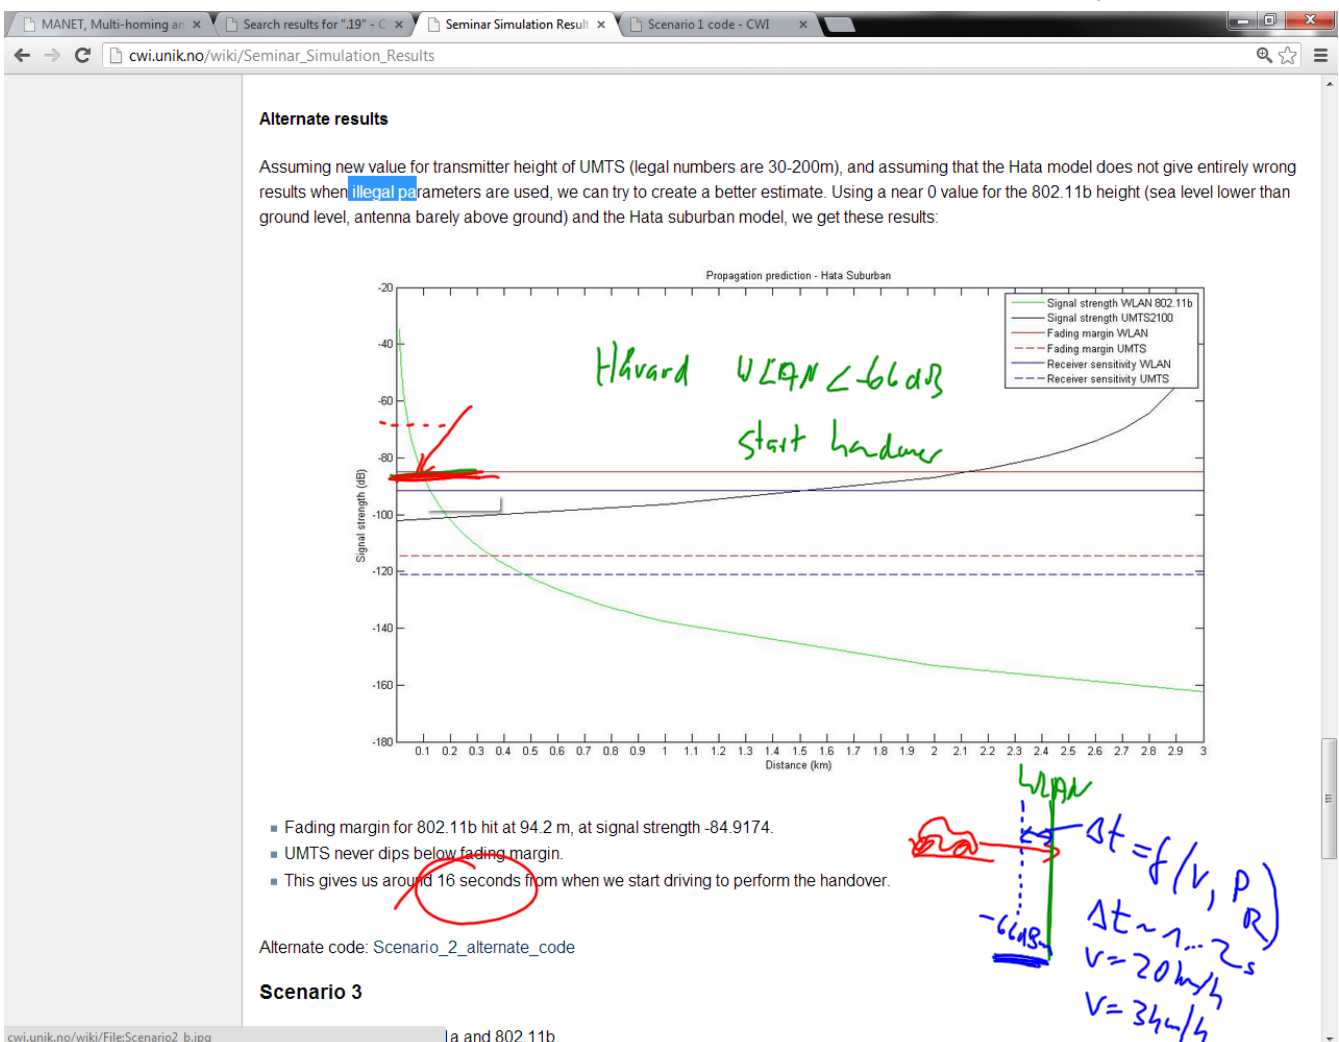 MANET, Multi-homing an
Search results for ".19" - C
Seminar Simulation Result
Scenario 1 code - CWI
cwi.unik.no/wiki/Seminar_Simulation_Results
Alternate results
Assuming new value for transmitter height of UMTS (legal numbers are 30-200m), and assuming that the Hata model does not give entirely wrong
results when illegal parameters are used, we can try to create a better estimate. Using a near 0 value for the 802.11b height (sea level lower than
ground level, antenna barely above ground) and the Hata suburban model, we get these results:
Propagation prediction - Hata Suburban
Signal strength WLAN 802.11b
Signal strength UMTS2100
Fading margin WLAN
Fading margin UMTS
Receiver sensitivity WLAN
Receiver sensitivity UMTS
Håvard WLAN < -66 dB
start handover
Signal strength (dB)
-20
-40
-60
-80
-100
-120
-140
-160
-180
0.1 0.2 0.3 0.4 0.5 0.6 0.7 0.8 0.9 1 1.1 1.2 1.3 1.4 1.5 1.6 1.7 1.8 1.9 2 2.1 2.2 2.3 2.4 2.5 2.6 2.7 2.8 2.9 3
Distance (km)
WLAN
Fading margin for 802.11b hit at 94.2 m, at signal strength -84.9174.
UMTS never dips below fading margin.
This gives us around 16 seconds from when we start driving to perform the handover.
Δt = f(v, P_R)
-66dBm
Δt ~ 1...2s
v = 20 km/h
v = 3km/h
Alternate code: Scenario_2_alternate_code
Scenario 3
a and 802.11b.
cwi.unik.no/wiki/File:Scenario2_b.jpg